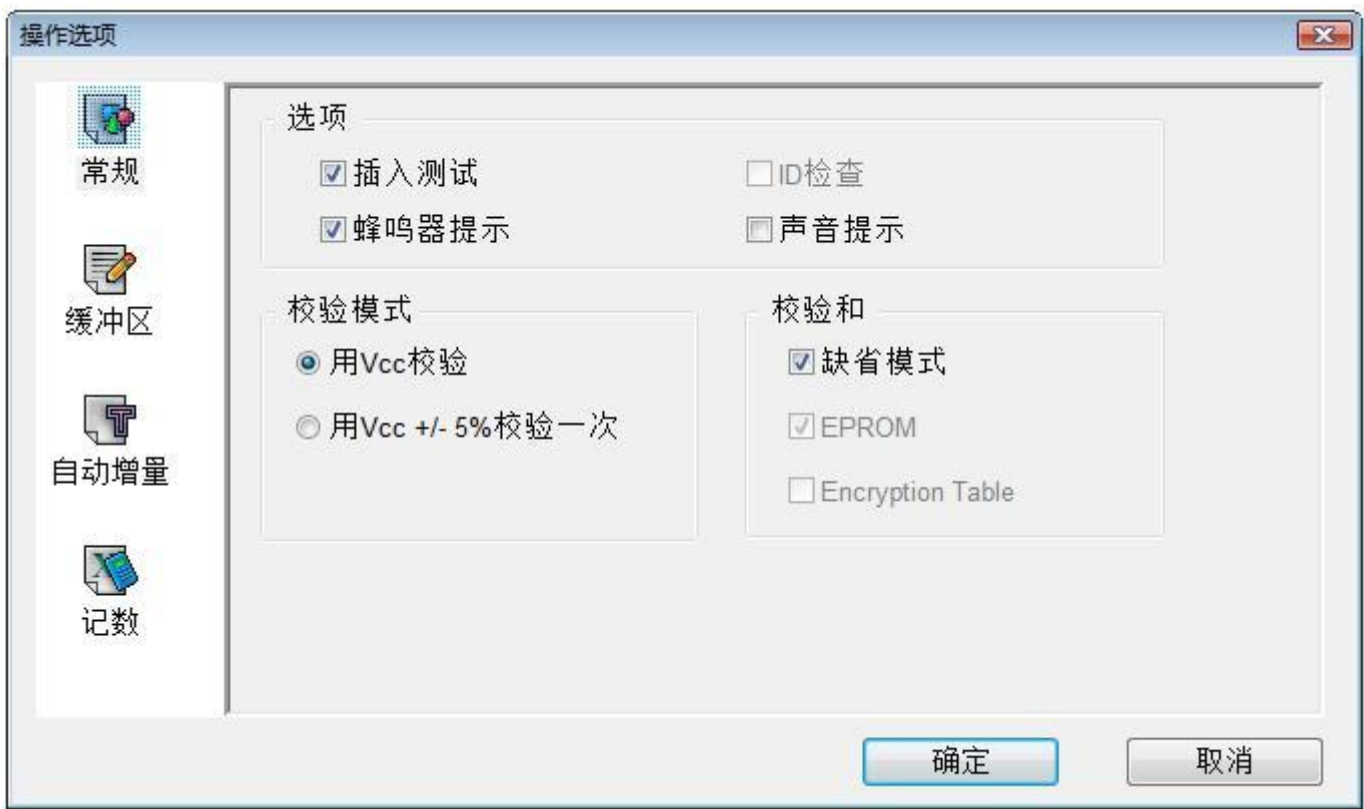 操作选项
常规
缓冲区
自动增量
记数
选项
插入测试
ID检查
蜂鸣器提示
声音提示
校验模式
用Vcc校验
用Vcc +/- 5%校验一次
校验和
缺省模式
EPROM
Encryption Table
确定
取消